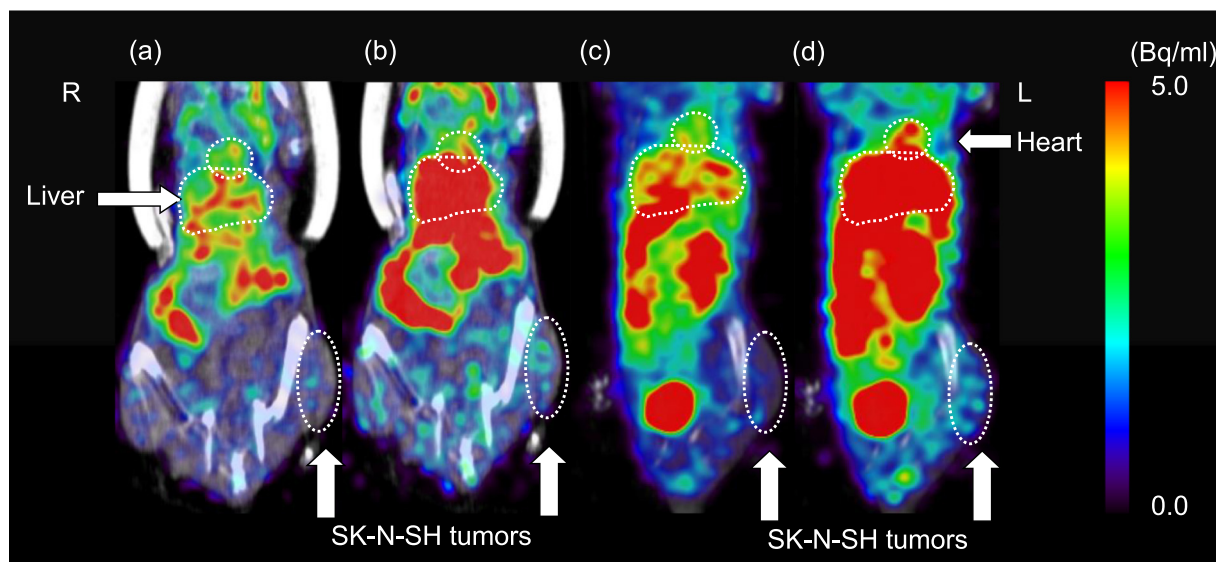 (a) (b) (c) (d) (Bq/ml)
R L 5.0
Heart
Liver
0.0
SK-N-SH tumors SK-N-SH tumors